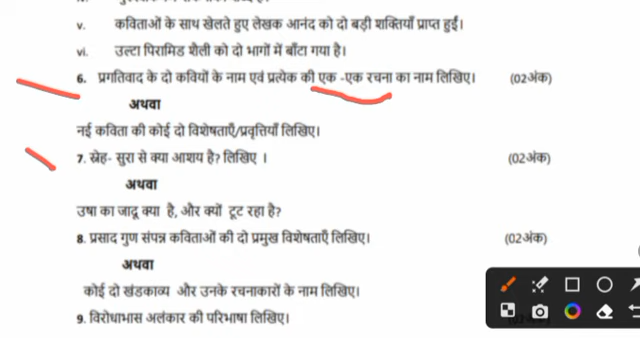 v. कविताओं के साथ खेलते हुए लेखक आनंद को दो बड़ी शक्तियाँ प्राप्त हुईं।
vi. उल्टा पिरामिड शैली को दो भागों में बाँटा गया है।
6. प्रगतिवाद के दो कवियों के नाम एवं प्रत्येक की एक -एक रचना का नाम लिखिए। (02अंक)
अथवा
नई कविता की कोई दो विशेषताएँ/प्रवृत्तियाँ लिखिए।
7. स्नेह- सुरा से क्या आशय है? लिखिए । (02अंक)
अथवा
उषा का जादू क्या है, और क्यों टूट रहा है?
8. प्रसाद गुण संपन्न कविताओं की दो प्रमुख विशेषताएँ लिखिए। (02अंक)
अथवा
कोई दो खंडकाव्य और उनके रचनाकारों के नाम लिखिए।
9. विरोधाभास अलंकार की परिभाषा लिखिए। (02अंक)